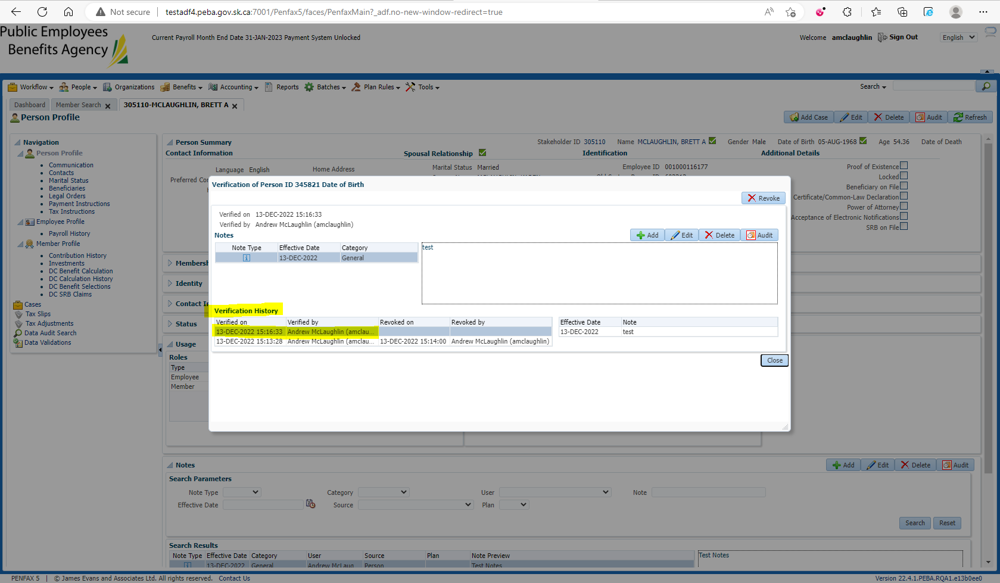 Not secure | testadf4.peba.gov.sk.ca:7001/Penfax5/faces/PenfaxMain?_adf.no-new-window-redirect=true
Public Employees
Benefits Agency
Current Payroll Month End Date 31-JAN-2023 Payment System Unlocked
Welcome amclaughlin Sign Out English
Workflow People Organizations Benefits Accounting Reports Batches Plan Rules Tools Search
Dashboard Member Search 305110-MCLAUGHLIN, BRETT A
Person Profile
Add Case Edit Delete Audit Refresh
Navigation
Person Profile
Communication
Contacts
Marital Status
Beneficiaries
Legal Orders
Payment Instructions
Tax Instructions
Employee Profile
Payroll History
Member Profile
Contribution History
Investments
DC Benefit Calculation
DC Calculation History
DC Benefit Selections
DC SRB Claims
Cases
Tax Slips
Tax Adjustments
Data Audit Search
Data Validations
Person Summary
Stakeholder ID 305110 Name MCLAUGHLIN, BRETT A Gender Male Date of Birth 05-AUG-1968 Age 54.36 Date of Death
Contact Information Spousal Relationship Identification Additional Details
Language English Home Address
Marital Status Married
Employee ID 001000116177
Preferred Con
Proof of Existence
Locked
Beneficiary on File
Certificate/Common-Law Declaration
Power of Attorney
Acceptance of Electronic Notifications
SRB on File
Verification of Person ID 345821 Date of Birth
Revoke
Verified on 13-DEC-2022 15:16:33
Verified by Andrew McLaughlin (amclaughlin)
Notes
Add Edit Delete Audit
Note Type Effective Date Category
13-DEC-2022 General
test
Verification History
Verified on Verified by Revoked on Revoked by
13-DEC-2022 15:16:33 Andrew McLaughlin (amclau...
13-DEC-2022 15:13:28 Andrew McLaughlin (amclau... 13-DEC-2022 15:14:00 Andrew McLaughlin (amclaughlin)
Effective Date Note
13-DEC-2022 test
Close
Membersh
Identity
Contact In
Status
Usage
Roles
Type
Employee
Member
Notes
Add Edit Delete Audit
Search Parameters
Note Type Category User Note
Effective Date Source Plan
Search Reset
Search Results
Note Type Effective Date Category User Source Plan Note Preview
13-DEC-2022 General Andrew McLaug Person Test Notes
Test Notes
PENFAX 5 | © James Evans and Associates Ltd. All rights reserved. Contact Us
Version 22.4.1.PEBA.RQA1.e13b0ee0